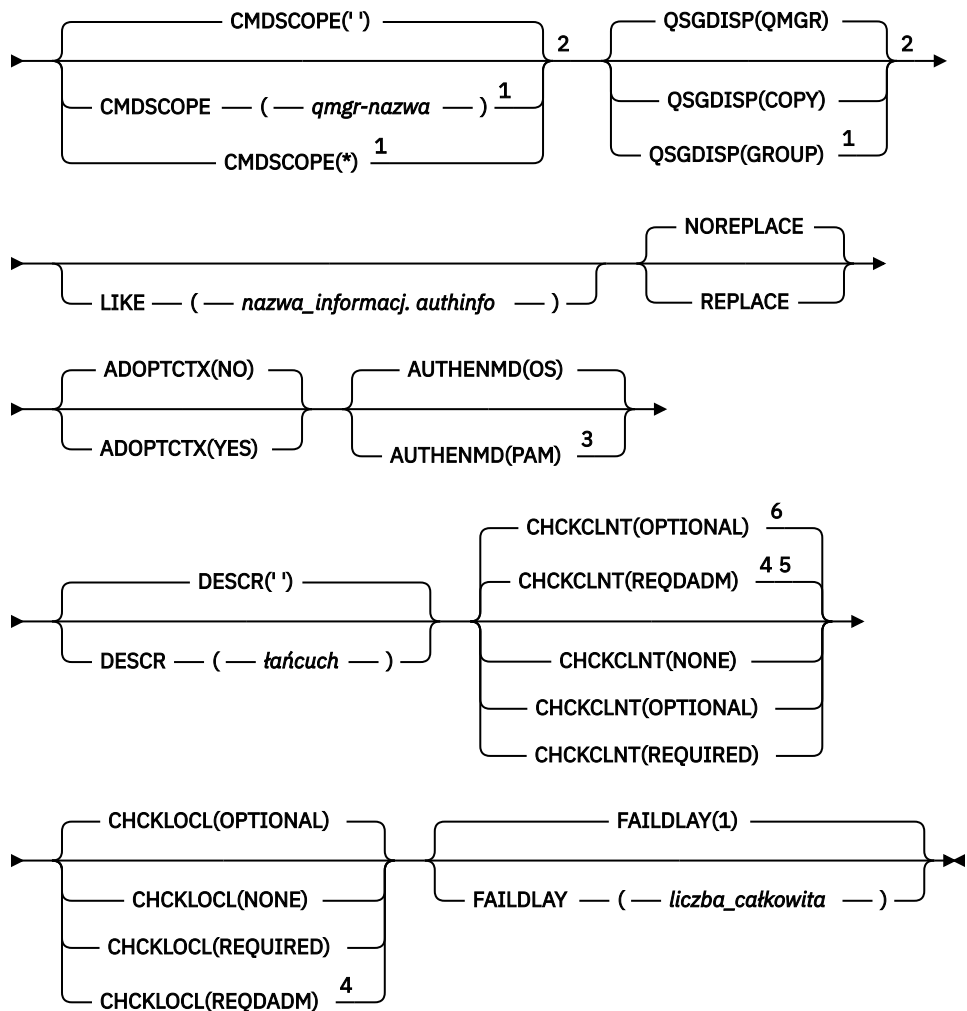 CMDSCOPE(' ') 2 QSGDISP(QMGR) 2
CMDSCOPE ( qmgr-nazwa ) 1 QSGDISP(COPY)
CMDSCOPE(*) 1 QSGDISP(GROUP) 1
NOREPLACE
LIKE ( nazwa_informacj. authinfo ) REPLACE
ADOPTCTX(NO) AUTHENMD(OS)
ADOPTCTX(YES) AUTHENMD(PAM) 3
CHCKCLNT(OPTIONAL) 6
DESCR(' ') CHCKCLNT(REQDADM) 4 5
DESCR ( łańcuch ) CHCKCLNT(NONE)
CHCKCLNT(OPTIONAL)
CHCKCLNT(REQUIRED)
CHCKLOCL(OPTIONAL) FAILDLAY(1)
CHCKLOCL(NONE) FAILDLAY ( liczba_całkowita )
CHCKLOCL(REQUIRED)
CHCKLOCL(REQDADM) 4